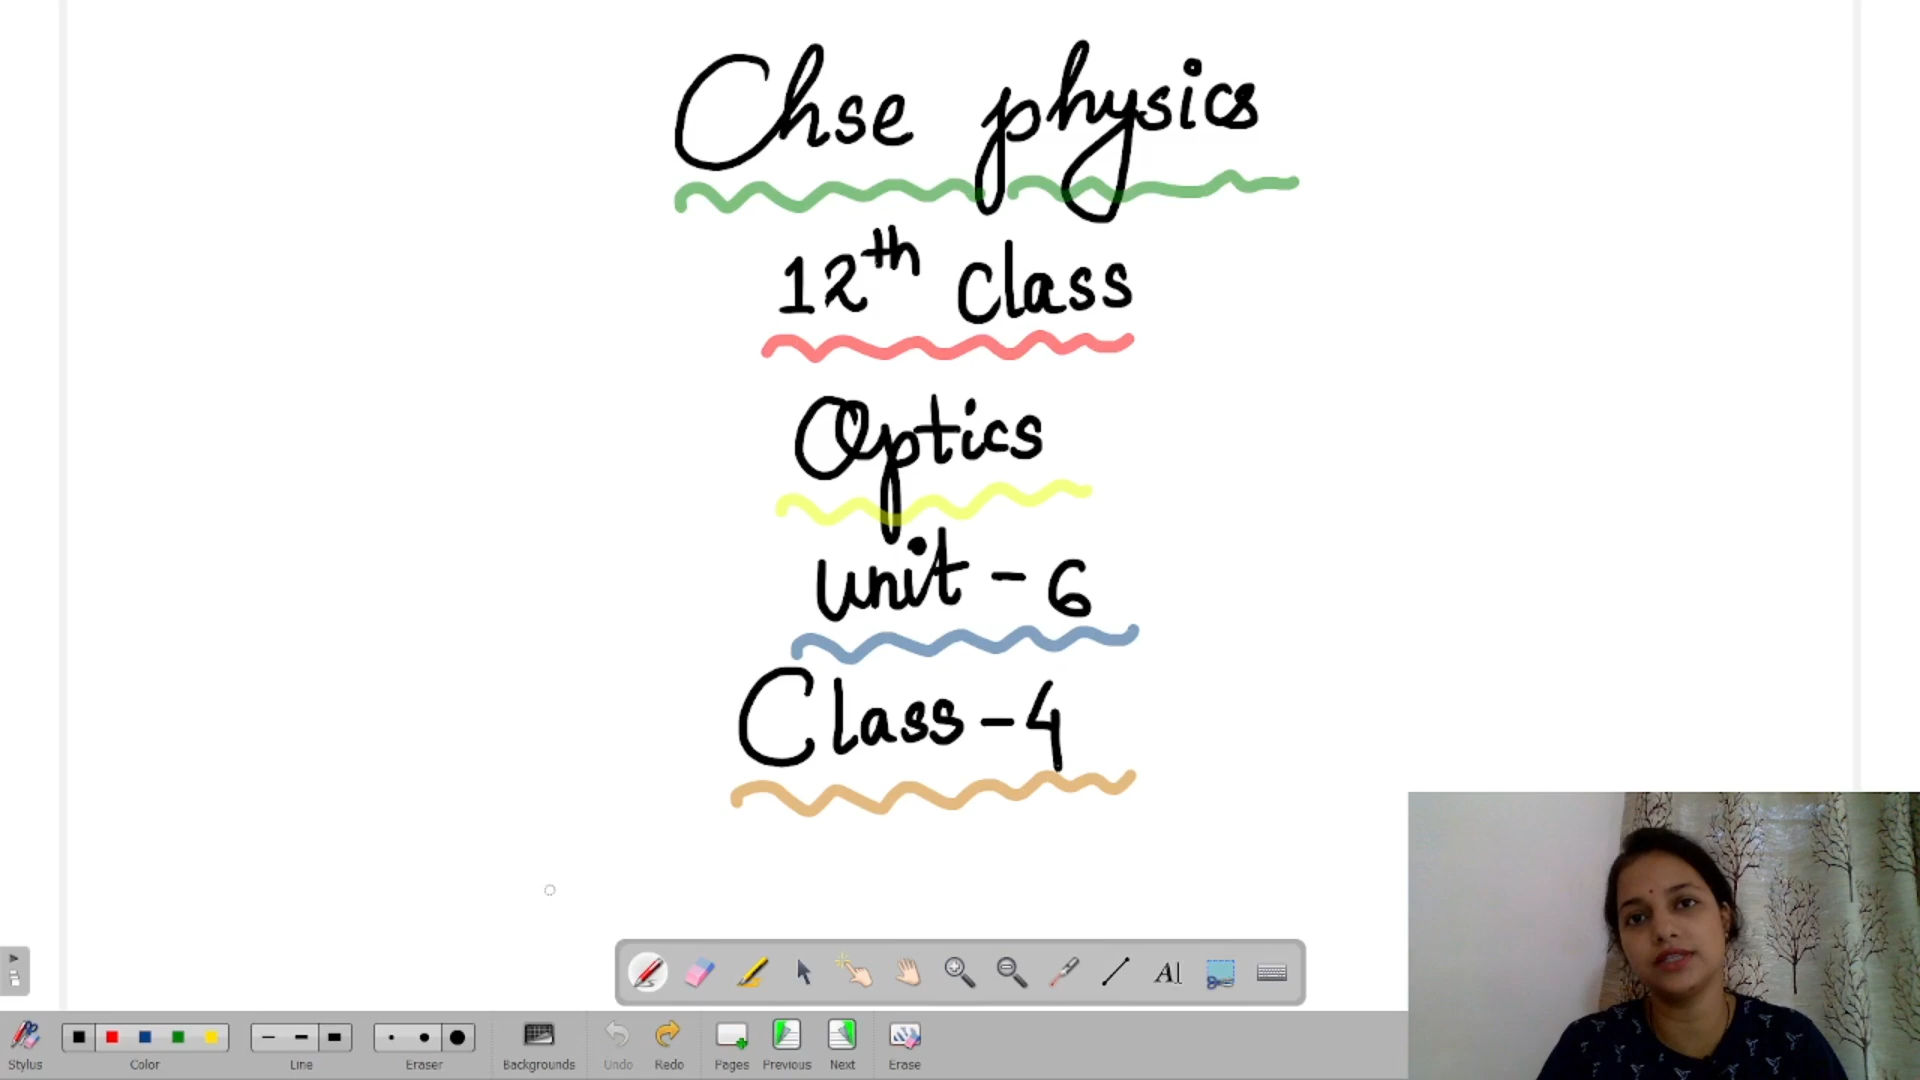 Chse physics
12th class
Optics
unit - 6
Class - 4
AI
Stylus
Color
Line
Eraser
Backgrounds
Undo
Redo
Pages
Previous
Next
Erase